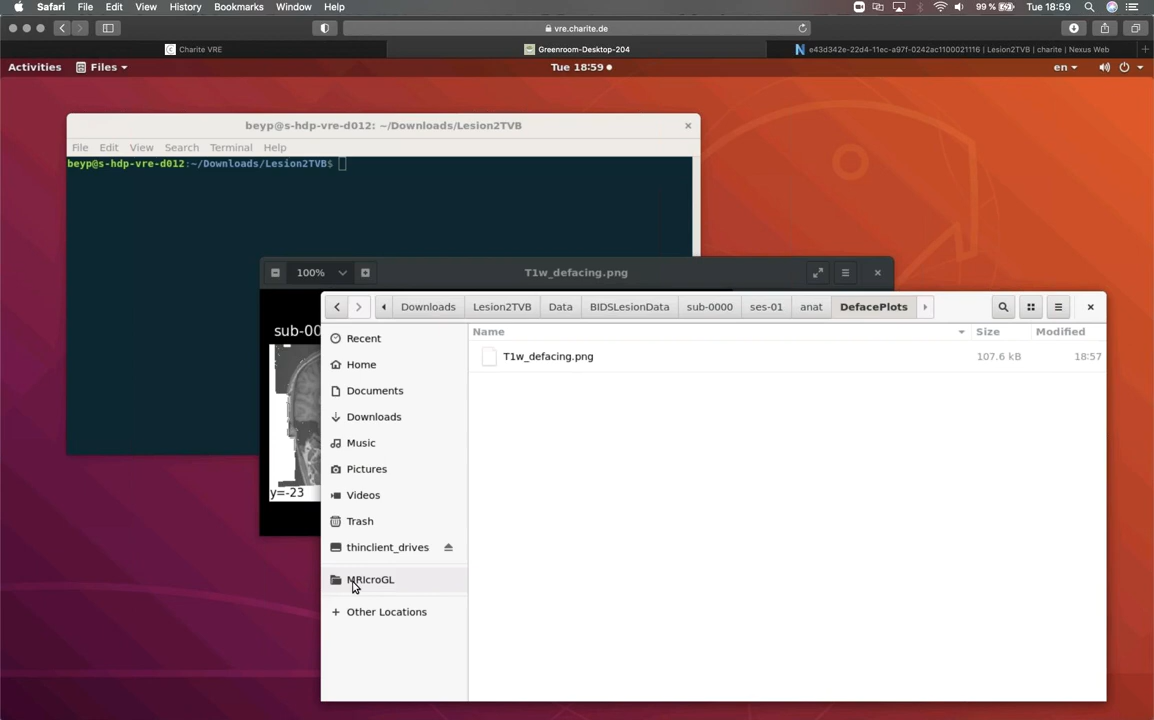 Safari File Edit View History Bookmarks Window Help 99 % Tue 18:59
vre.charite.de
Charite VRE
Greenroom-Desktop-204
e43d342e-22d4-11ec-a97f-0242ac1100021116 | Lesion2TVB | charite | Nexus Web
Activities Files Tue 18:59 en
beyp@s-hdp-vre-d012: ~/Downloads/Lesion2TVB
File Edit View Search Terminal Help
beyp@s-hdp-vre-d012:~/Downloads/Lesion2TVB$
100% T1w_defacing.png
sub-00
y=-23
Downloads Lesion2TVB Data BIDSLesionData sub-0000 ses-01 anat DefacePlots
Name Size Modified
T1w_defacing.png 107.6 kB 18:57
Recent
Home
Documents
Downloads
Music
Pictures
Videos
Trash
thinclient_drives
MRIcroGL
+ Other Locations